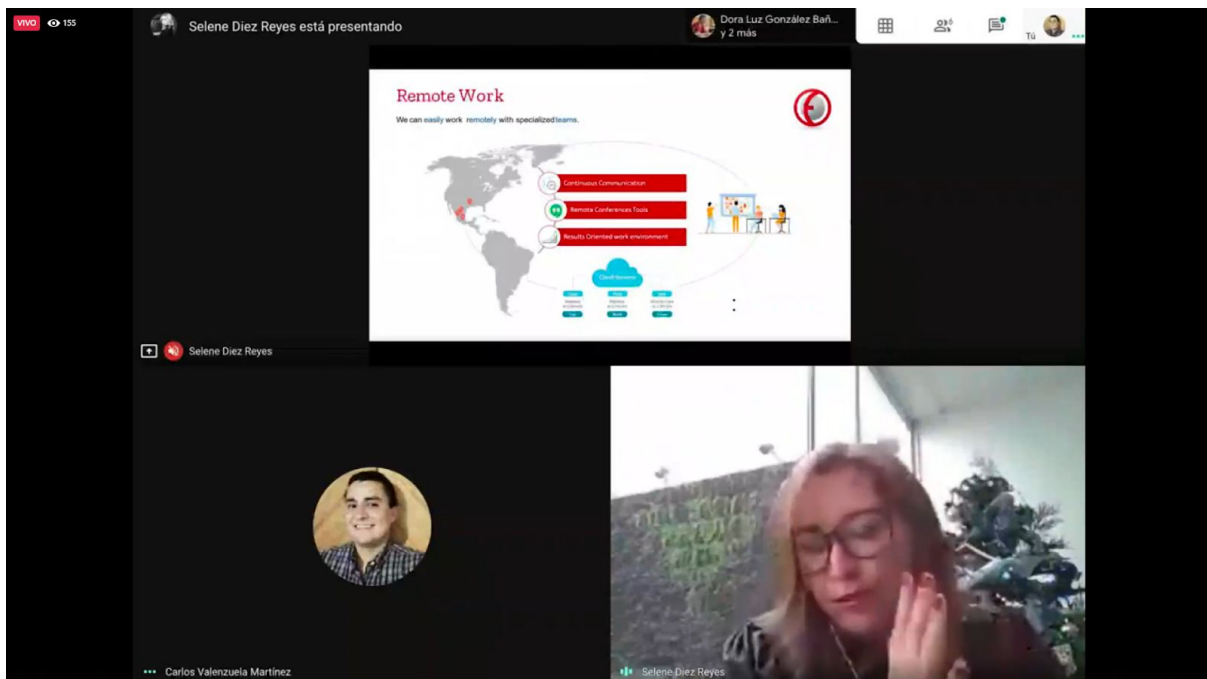 VIVO 155
Selene Diez Reyes está presentando
Dora Luz González Bañ...
y 2 más
Tú
Remote Work
We can easily work remotely with specialized teams.
Continuous Communication
Remote Conferences Tools
Results Oriented work environment
Selene Diez Reyes
Carlos Valenzuela Martínez
Selene Diez Reyes